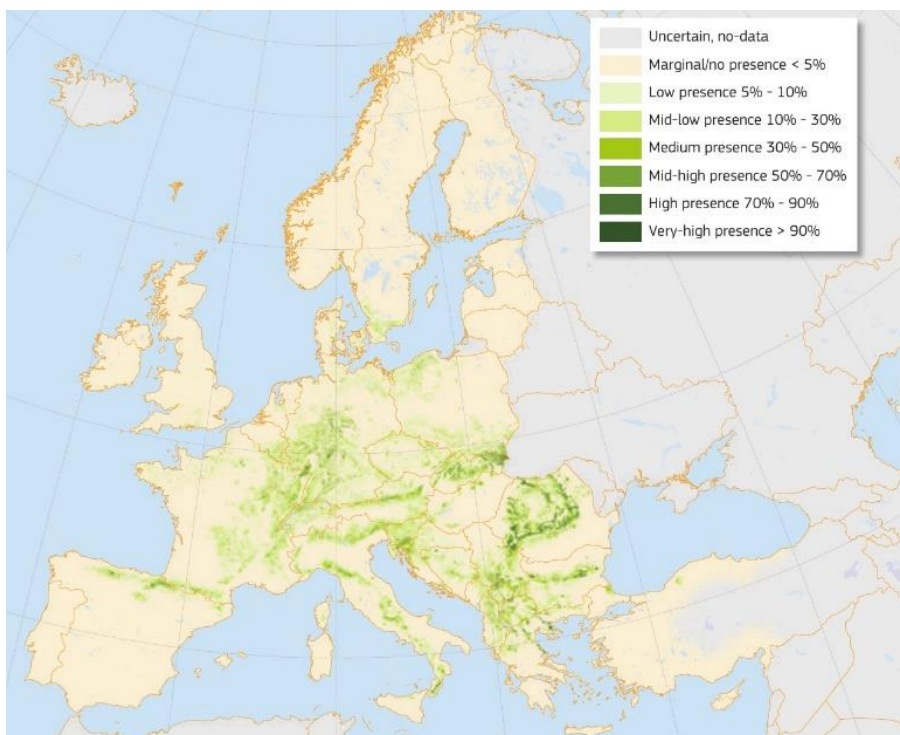 Uncertain, no-data
Marginal/no presence < 5%
Low presence 5% - 10%
Mid-low presence 10% - 30%
Medium presence 30% - 50%
Mid-high presence 50% - 70%
High presence 70% - 90%
Very-high presence > 90%